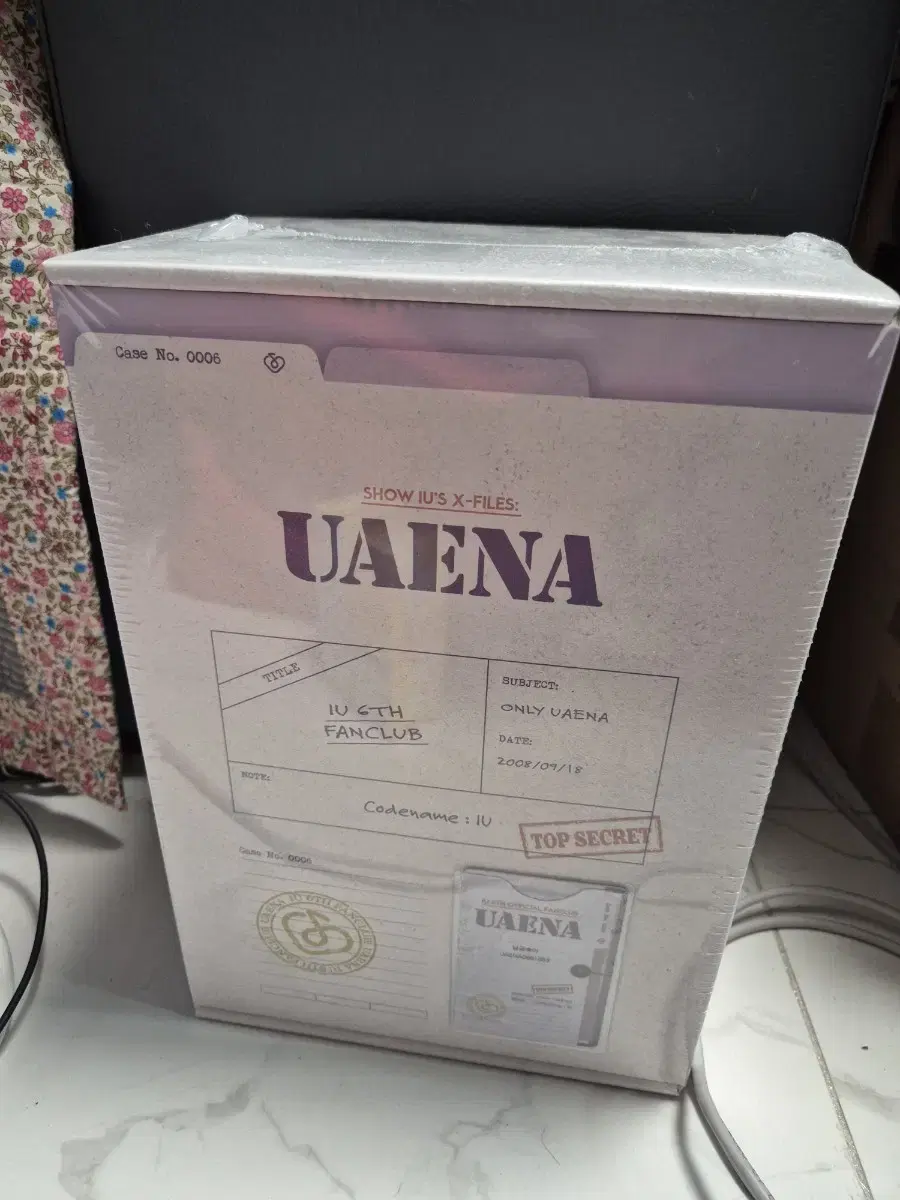 Case No. 0006
SHOW IU'S X-FILES:
UAENA
TITLE
IU 6TH
FANCLUB
SUBJECT:
ONLY UAENA
DATE:
2008/09/18
NOTE:
Codename : IU
TOP SECRET
Case No. 0006
UAENA